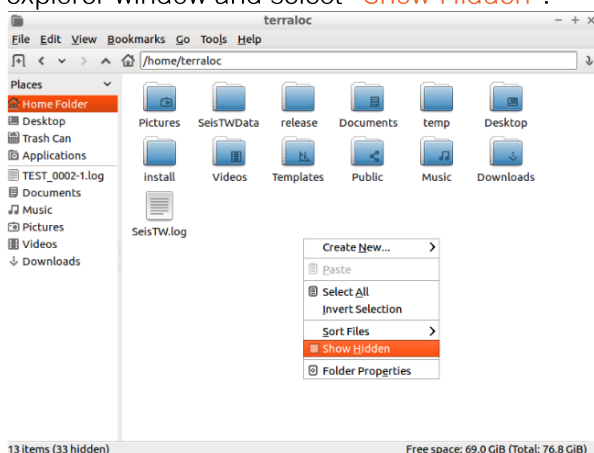 explorer window and select "Show Hidden".
terraloc
File Edit View Bookmarks Go Tools Help
/home/terraloc
Places
Home Folder
Desktop
Trash Can
Applications
TEST_0002-1.log
Documents
Music
Pictures
Videos
Downloads
Pictures SeisTWData release Documents temp Desktop
install Videos Templates Public Music Downloads
SeisTW.log
Create New...
Paste
Select All
Invert Selection
Sort Files
Show Hidden
Folder Properties
13 items (33 hidden) Free space: 69.0 GiB (Total: 76.8 GiB)